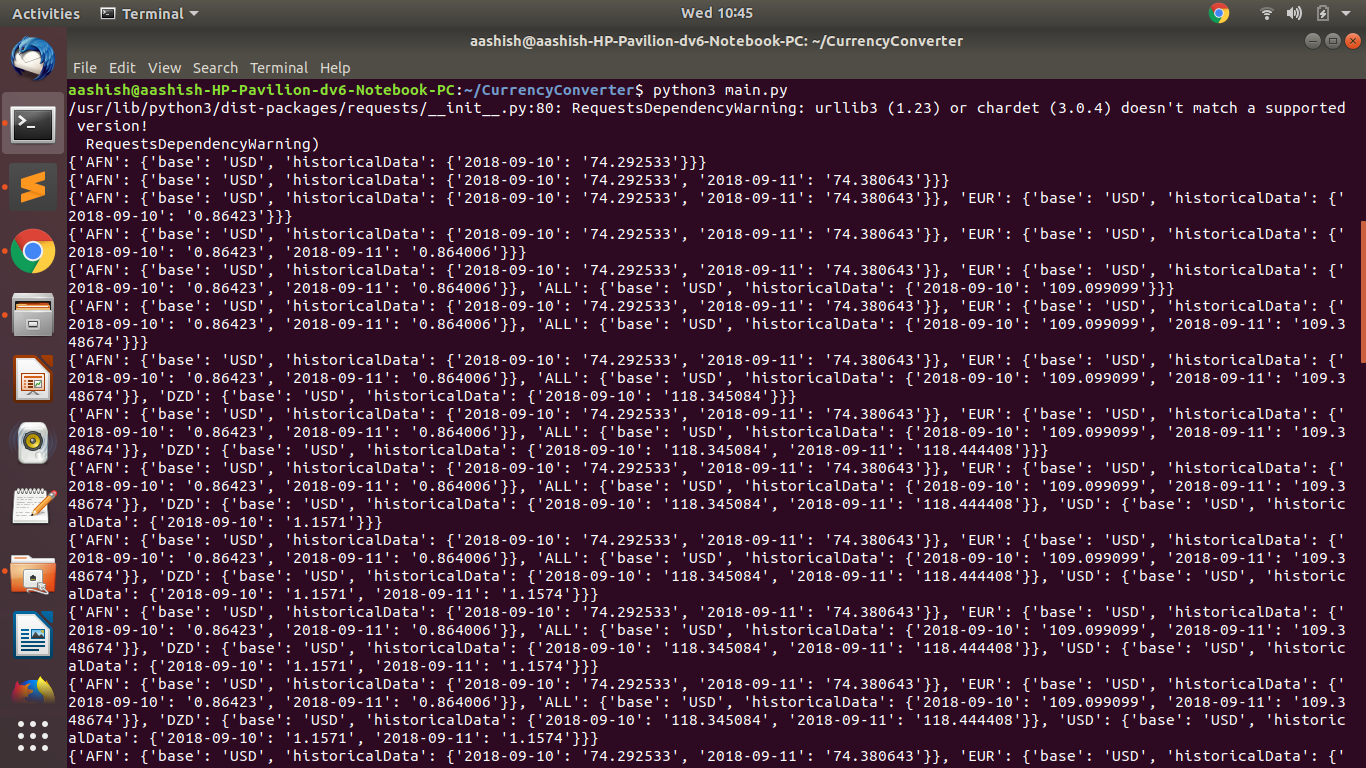 Activities Terminal Wed 10:45
aashish@aashish-HP-Pavilion-dv6-Notebook-PC: ~/CurrencyConverter
File Edit View Search Terminal Help
aashish@aashish-HP-Pavilion-dv6-Notebook-PC:~/CurrencyConverter$ python3 main.py
/usr/lib/python3/dist-packages/requests/__init__.py:80: RequestsDependencyWarning: urllib3 (1.23) or chardet (3.0.4) doesn't match a supported
 version!
  RequestsDependencyWarning)
{'AFN': {'base': 'USD', 'historicalData': {'2018-09-10': '74.292533'}}}
{'AFN': {'base': 'USD', 'historicalData': {'2018-09-10': '74.292533', '2018-09-11': '74.380643'}}}
{'AFN': {'base': 'USD', 'historicalData': {'2018-09-10': '74.292533', '2018-09-11': '74.380643'}}, 'EUR': {'base': 'USD', 'historicalData': {'
2018-09-10': '0.86423'}}}
{'AFN': {'base': 'USD', 'historicalData': {'2018-09-10': '74.292533', '2018-09-11': '74.380643'}}, 'EUR': {'base': 'USD', 'historicalData': {'
2018-09-10': '0.86423', '2018-09-11': '0.864006'}}}
{'AFN': {'base': 'USD', 'historicalData': {'2018-09-10': '74.292533', '2018-09-11': '74.380643'}}, 'EUR': {'base': 'USD', 'historicalData': {'
2018-09-10': '0.86423', '2018-09-11': '0.864006'}}, 'ALL': {'base': 'USD', 'historicalData': {'2018-09-10': '109.099099'}}}
{'AFN': {'base': 'USD', 'historicalData': {'2018-09-10': '74.292533', '2018-09-11': '74.380643'}}, 'EUR': {'base': 'USD', 'historicalData': {'
2018-09-10': '0.86423', '2018-09-11': '0.864006'}}, 'ALL': {'base': 'USD', 'historicalData': {'2018-09-10': '109.099099', '2018-09-11': '109.3
48674'}}}
{'AFN': {'base': 'USD', 'historicalData': {'2018-09-10': '74.292533', '2018-09-11': '74.380643'}}, 'EUR': {'base': 'USD', 'historicalData': {'
2018-09-10': '0.86423', '2018-09-11': '0.864006'}}, 'ALL': {'base': 'USD', 'historicalData': {'2018-09-10': '109.099099', '2018-09-11': '109.3
48674'}}, 'DZD': {'base': 'USD', 'historicalData': {'2018-09-10': '118.345084'}}}
{'AFN': {'base': 'USD', 'historicalData': {'2018-09-10': '74.292533', '2018-09-11': '74.380643'}}, 'EUR': {'base': 'USD', 'historicalData': {'
2018-09-10': '0.86423', '2018-09-11': '0.864006'}}, 'ALL': {'base': 'USD', 'historicalData': {'2018-09-10': '109.099099', '2018-09-11': '109.3
48674'}}, 'DZD': {'base': 'USD', 'historicalData': {'2018-09-10': '118.345084', '2018-09-11': '118.444408'}}}
{'AFN': {'base': 'USD', 'historicalData': {'2018-09-10': '74.292533', '2018-09-11': '74.380643'}}, 'EUR': {'base': 'USD', 'historicalData': {'
2018-09-10': '0.86423', '2018-09-11': '0.864006'}}, 'ALL': {'base': 'USD', 'historicalData': {'2018-09-10': '109.099099', '2018-09-11': '109.3
48674'}}, 'DZD': {'base': 'USD', 'historicalData': {'2018-09-10': '118.345084', '2018-09-11': '118.444408'}}, 'USD': {'base': 'USD', 'historic
alData': {'2018-09-10': '1.1571'}}}
{'AFN': {'base': 'USD', 'historicalData': {'2018-09-10': '74.292533', '2018-09-11': '74.380643'}}, 'EUR': {'base': 'USD', 'historicalData': {'
2018-09-10': '0.86423', '2018-09-11': '0.864006'}}, 'ALL': {'base': 'USD', 'historicalData': {'2018-09-10': '109.099099', '2018-09-11': '109.3
48674'}}, 'DZD': {'base': 'USD', 'historicalData': {'2018-09-10': '118.345084', '2018-09-11': '118.444408'}}, 'USD': {'base': 'USD', 'historic
alData': {'2018-09-10': '1.1571', '2018-09-11': '1.1574'}}}
{'AFN': {'base': 'USD', 'historicalData': {'2018-09-10': '74.292533', '2018-09-11': '74.380643'}}, 'EUR': {'base': 'USD', 'historicalData': {'
2018-09-10': '0.86423', '2018-09-11': '0.864006'}}, 'ALL': {'base': 'USD', 'historicalData': {'2018-09-10': '109.099099', '2018-09-11': '109.3
48674'}}, 'DZD': {'base': 'USD', 'historicalData': {'2018-09-10': '118.345084', '2018-09-11': '118.444408'}}, 'USD': {'base': 'USD', 'historic
alData': {'2018-09-10': '1.1571', '2018-09-11': '1.1574'}}}
{'AFN': {'base': 'USD', 'historicalData': {'2018-09-10': '74.292533', '2018-09-11': '74.380643'}}, 'EUR': {'base': 'USD', 'historicalData': {'
2018-09-10': '0.86423', '2018-09-11': '0.864006'}}, 'ALL': {'base': 'USD', 'historicalData': {'2018-09-10': '109.099099', '2018-09-11': '109.3
48674'}}, 'DZD': {'base': 'USD', 'historicalData': {'2018-09-10': '118.345084', '2018-09-11': '118.444408'}}, 'USD': {'base': 'USD', 'historic
alData': {'2018-09-10': '1.1571', '2018-09-11': '1.1574'}}}
{'AFN': {'base': 'USD', 'historicalData': {'2018-09-10': '74.292533', '2018-09-11': '74.380643'}}, 'EUR': {'base': 'USD', 'historicalData': {'